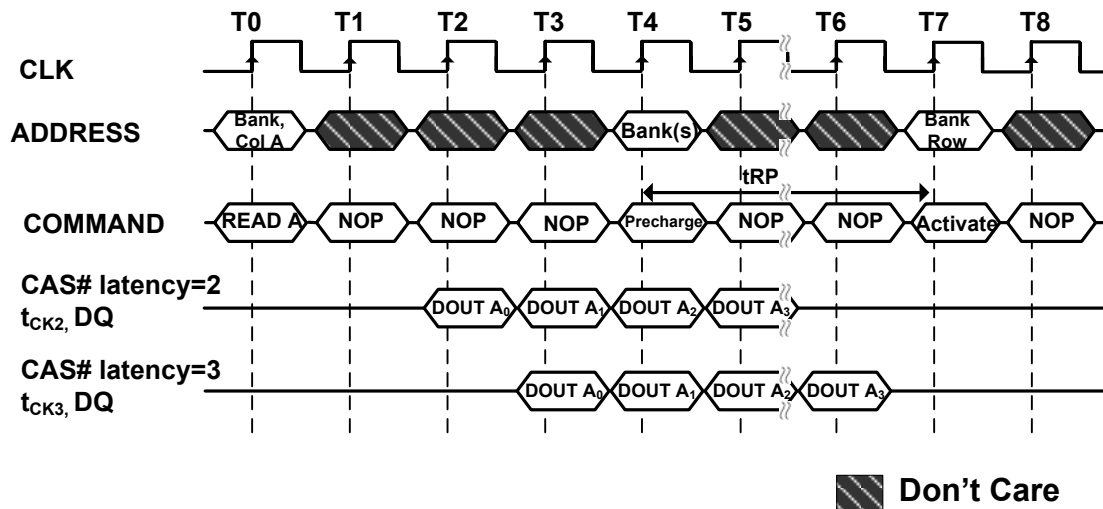 T0 T1 T2 T3 T4 T5 T6 T7 T8
CLK
ADDRESS
Bank,
Col A
Bank(s)
Bank
Row
tRP
COMMAND
READ A NOP NOP NOP Precharge NOP NOP Activate NOP
CAS# latency=2
tCK2, DQ
DOUT A0 DOUT A1 DOUT A2 DOUT A3
CAS# latency=3
tCK3, DQ
DOUT A0 DOUT A1 DOUT A2 DOUT A3
Don't Care